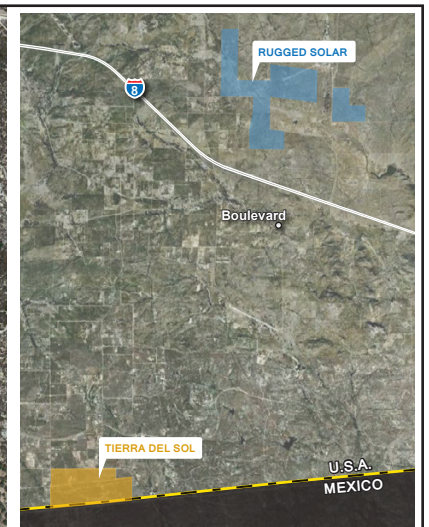 RUGGED SOLAR
8
Boulevard
TIERRA DEL SOL
U.S.A.
MEXICO